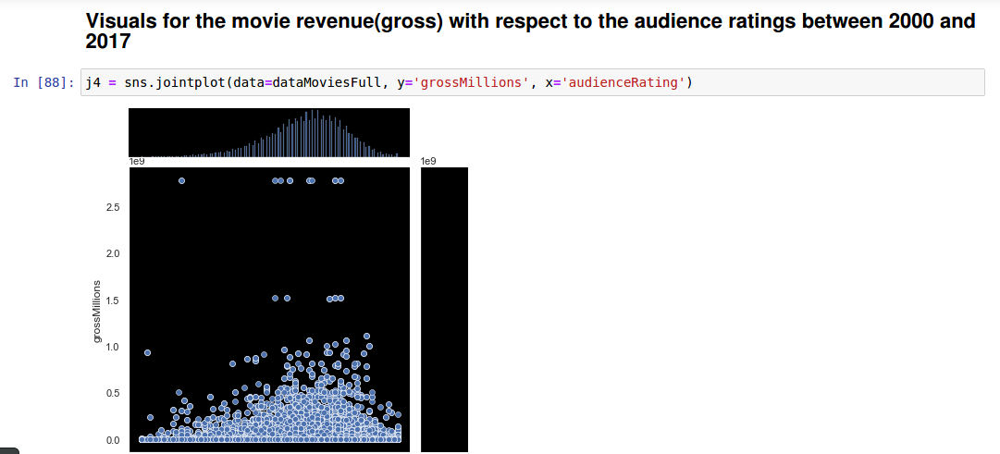 Visuals for the movie revenue(gross) with respect to the audience ratings between 2000 and
2017
In [88]: j4 = sns.jointplot(data=dataMoviesFull, y='grossMillions', x='audienceRating')
1e9
1e9
2.5
2.0
1.5
1.0
0.5
0.0
grossMillions